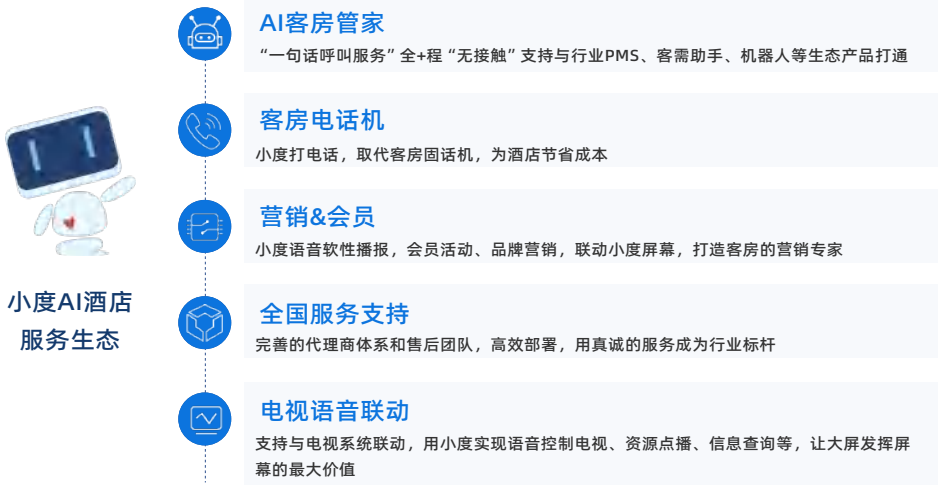 AI客房管家
“一句话呼叫服务”全+程“无接触”支持与行业PMS、客需助手、机器人等生态产品打通
客房电话机
小度打电话，取代客房固话机，为酒店节省成本
营销&会员
小度语音软性播报，会员活动、品牌营销，联动小度屏幕，打造客房的营销专家
小度AI酒店
服务生态
全国服务支持
完善的代理商体系和售后团队，高效部署，用真诚的服务成为行业标杆
电视语音联动
支持与电视系统联动，用小度实现语音控制电视、资源点播、信息查询等，让大屏发挥屏
幕的最大价值